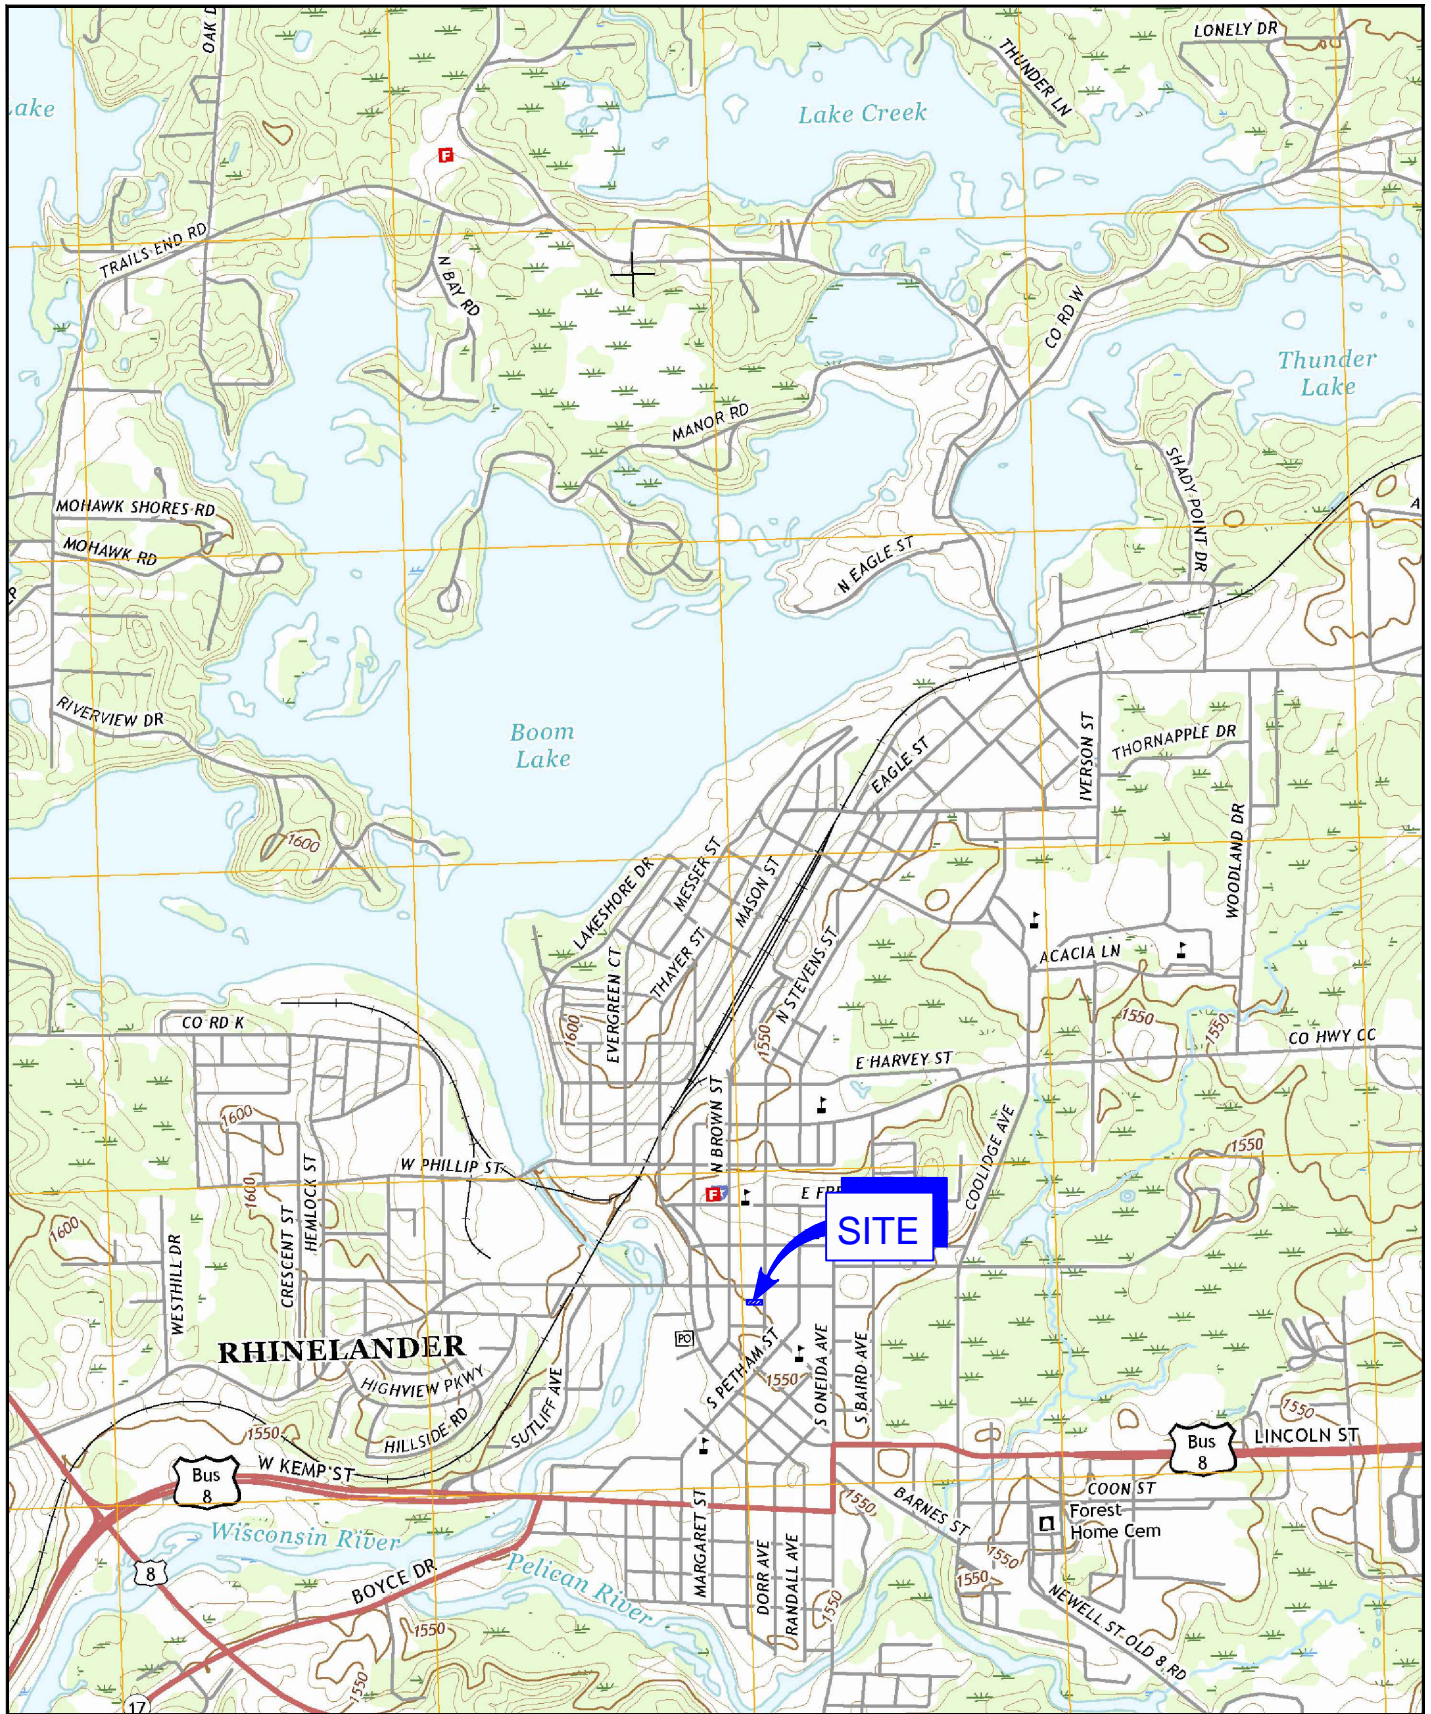 OAK D
LONELY DR
THUNDER LN
Lake
Lake Creek
F
TRAILS END RD
N BAY RD
CO RD W
Thunder
Lake
MANOR RD
SHADY POINT DR
MOHAWK SHORES RD
A
MOHAWK RD
N EAGLE ST
RIVERVIEW DR
Boom
Lake
EAGLE ST
IVERSON ST
THORNAPPLE DR
1600
WOODLAND DR
LAKESHORE DR
MESSER ST
MASON ST
THAYER ST
EVERGREEN CT
N STEVENS ST
ACACIA LN
CO RD K
1600
1550
1550
1550
CO HWY CC
E HARVEY ST
N BROWN ST
COOLIDGE AVE
1600
1550
W PHILLIP ST
HEMLOCK ST
1600
F
E FRE
1600
CRESCENT ST
WESTHILL DR
SITE
RHINELANDER
PO
S PETHAM ST
S ONEIDA AVE
S BAIRD AVE
HIGHVIEW PKWY
1550
SUTLIFF AVE
HILLSIDE RD
1550
1550
LINCOLN ST
W KEMP ST
Bus
8
Bus
8
COON ST
MARGARET ST
1550
BARNES ST
Forest
Home Cem
Wisconsin River
DORR AVE
RANDALL AVE
1550
8
BOYCE DR
Pelican River
1550
1550
NEWELL ST OLD 8 RD
1550
1550
17